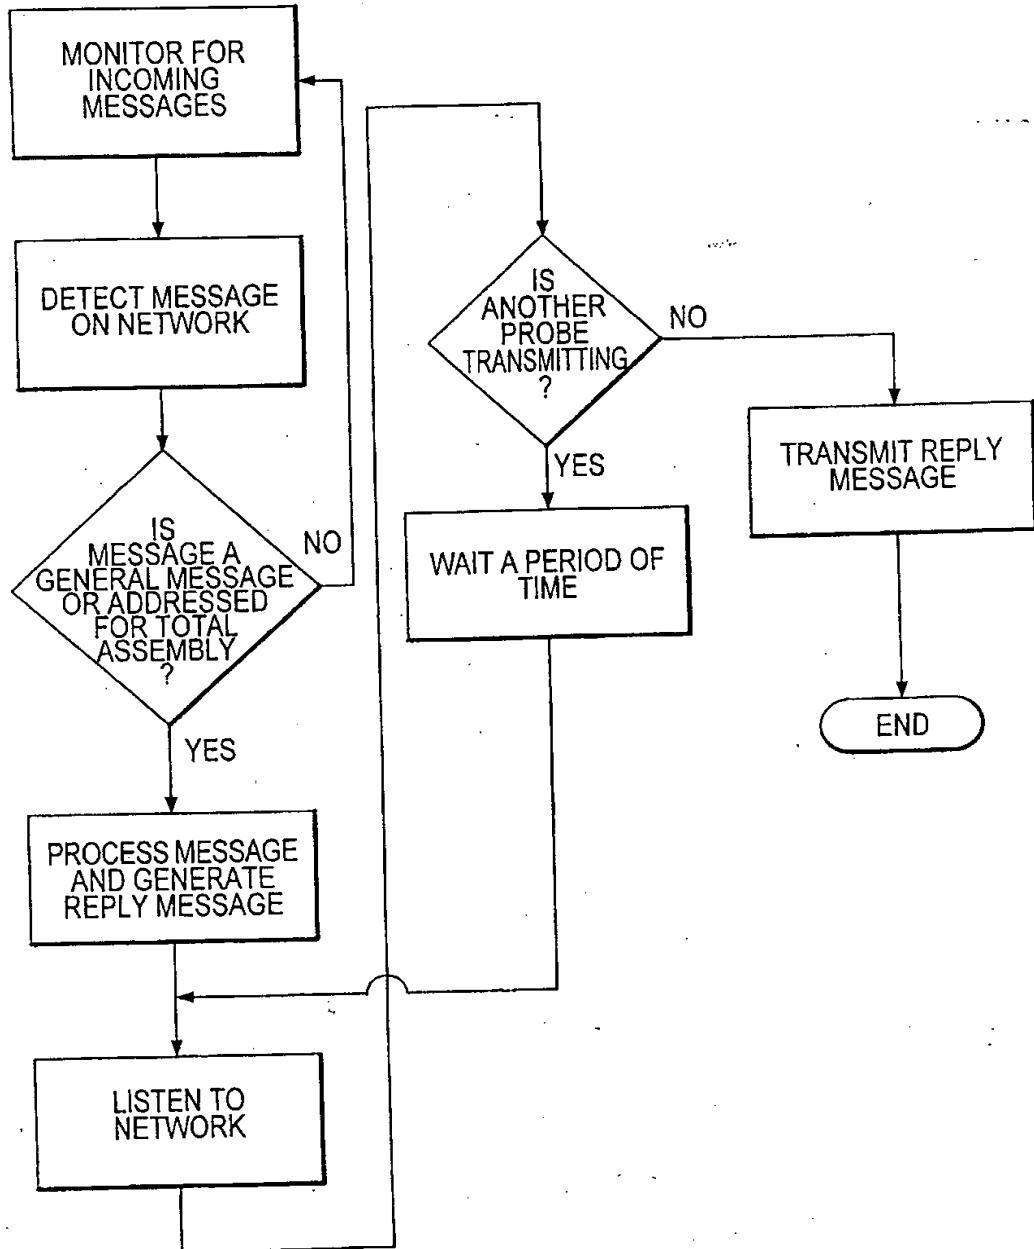 MONITOR FOR
INCOMING
MESSAGES
DETECT MESSAGE
ON NETWORK
IS
MESSAGE A
GENERAL MESSAGE
OR ADDRESSED
FOR TOTAL
ASSEMBLY
?
NO
YES
PROCESS MESSAGE
AND GENERATE
REPLY MESSAGE
LISTEN TO
NETWORK
IS
ANOTHER
PROBE
TRANSMITTING
?
NO
YES
WAIT A PERIOD OF
TIME
TRANSMIT REPLY
MESSAGE
END